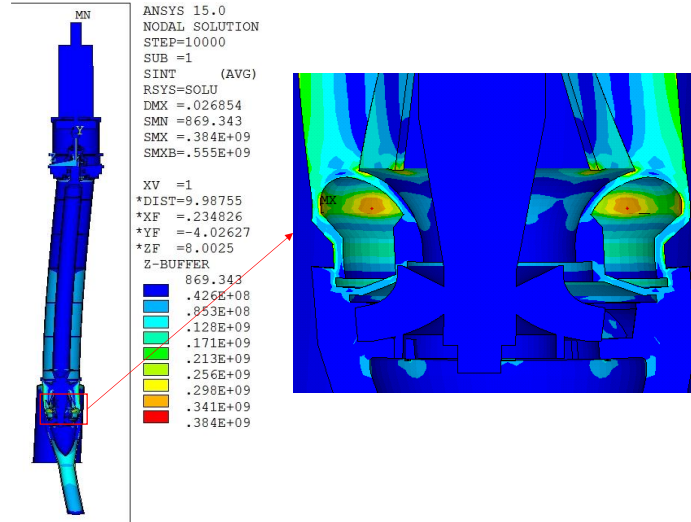 MN
Y
ANSYS 15.0
NODAL SOLUTION
STEP=10000
SUB =1
SINT (AVG)
RSYS=SOLU
DMX =.026854
SMN =869.343
SMX =.384E+09
SMXB=.555E+09
XV =1
*DIST=9.98755
*XF =.234826
*YF =-4.02627
*ZF =8.0025
Z-BUFFER
869.343
.426E+08
.853E+08
.128E+09
.171E+09
.213E+09
.256E+09
.298E+09
.341E+09
.384E+09
MX